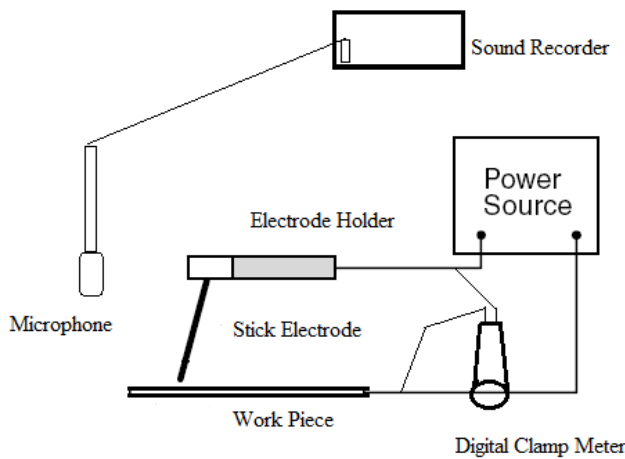 Sound Recorder
Power
Source
Electrode Holder
Microphone
Stick Electrode
Work Piece
Digital Clamp Meter